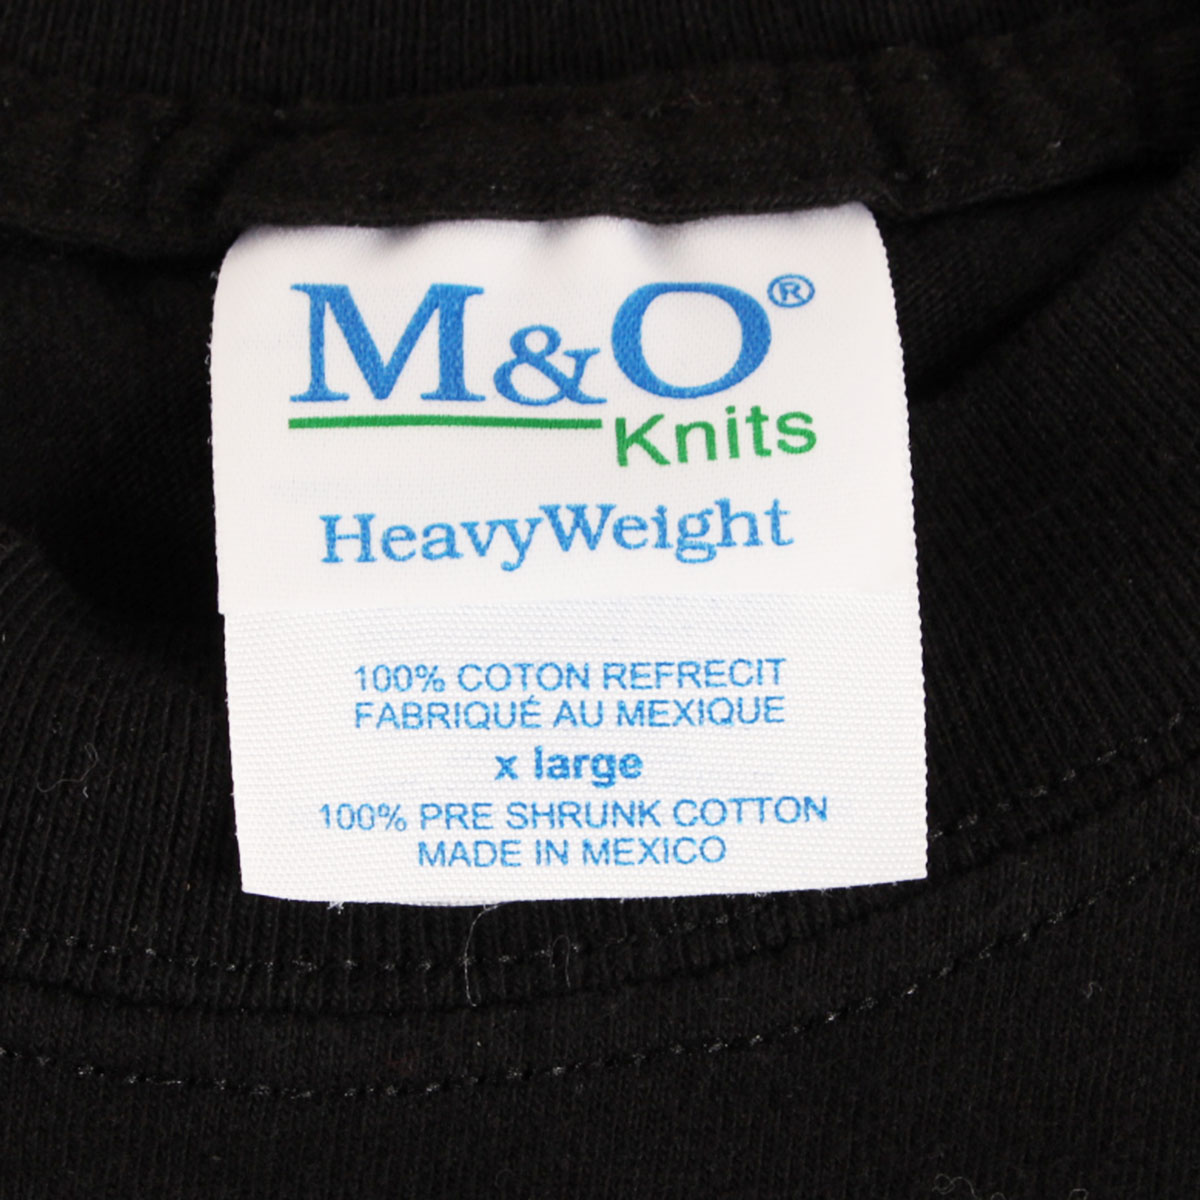 M&O®
Knits
HeavyWeight
100% COTON REFRECIT
FABRIQUÉ AU MEXIQUE
x large
100% PRE SHRUNK COTTON
MADE IN MEXICO